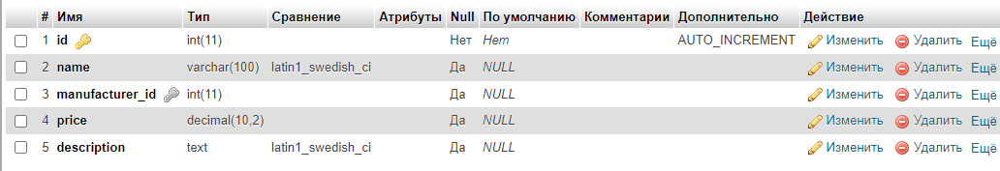 # Имя Тип Сравнение Атрибуты Null По умолчанию Комментарии Дополнительно Действие
1 id int(11) Нет Нет AUTO_INCREMENT Изменить Удалить Ещё
2 name varchar(100) latin1_swedish_ci Да NULL Изменить Удалить Ещё
3 manufacturer_id int(11) Да NULL Изменить Удалить Ещё
4 price decimal(10,2) Да NULL Изменить Удалить Ещё
5 description text latin1_swedish_ci Да NULL Изменить Удалить Ещё